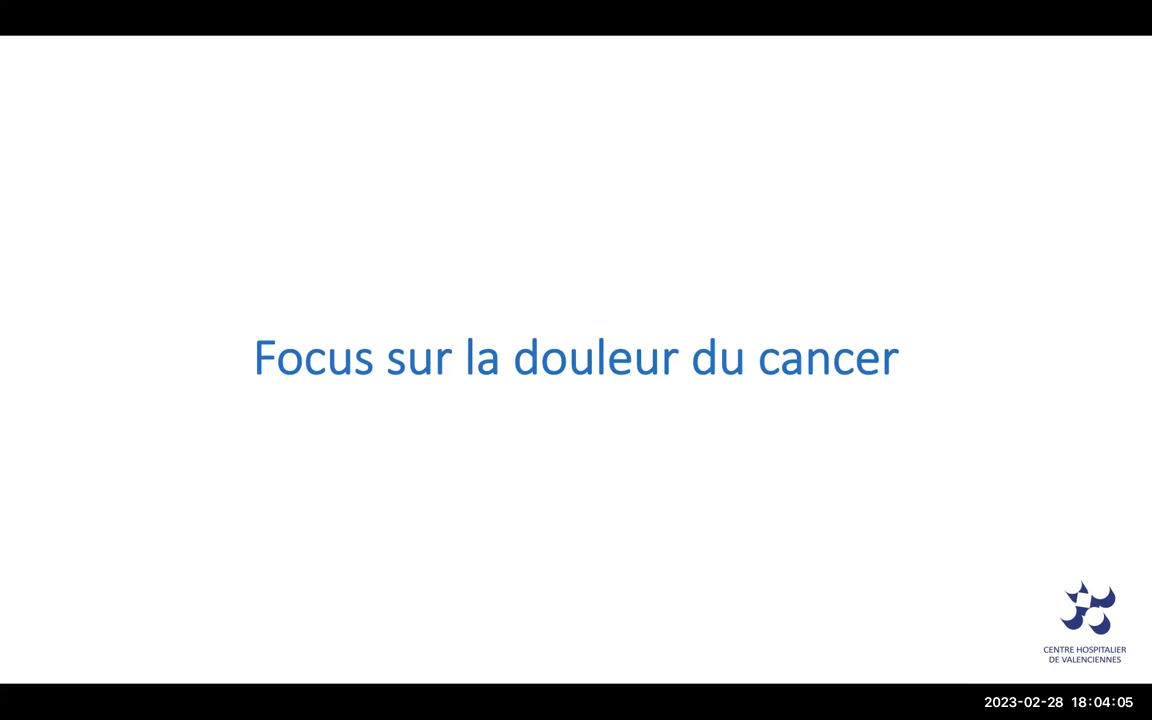 Focus sur la douleur du cancer
CENTRE HOSPITALIER
DE VALENCIENNES
2023-02-28 18:04:05